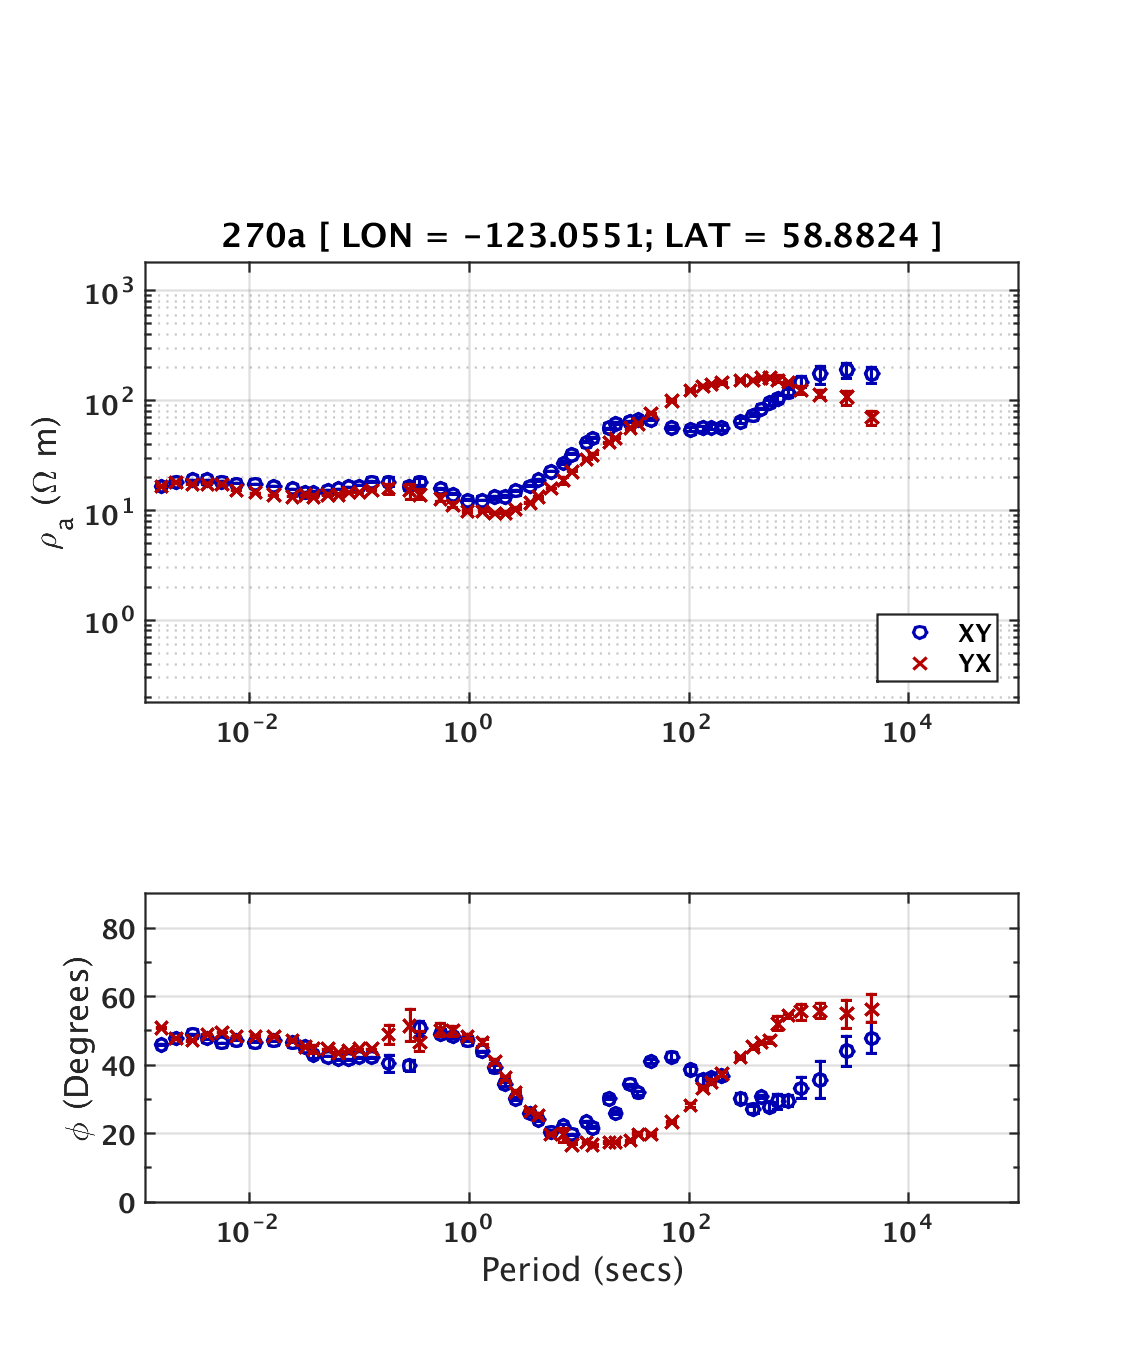 270a [ LON = -123.0551; LAT = 58.8824 ]
ρa (Ω m)
10^3
10^2
10^1
10^0
XY
YX
10^-2
10^0
10^2
10^4
ϕ (Degrees)
80
60
40
20
0
10^-2
10^0
10^2
10^4
Period (secs)